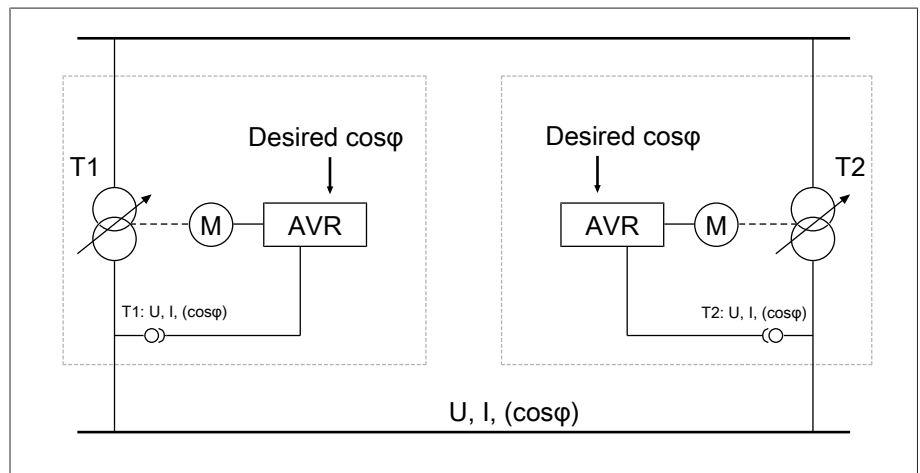 Desired cosφ
Desired cosφ
T1
T2
M
AVR
AVR
M
T1: U, I, (cosφ)
T2: U, I, (cosφ)
U, I, (cosφ)